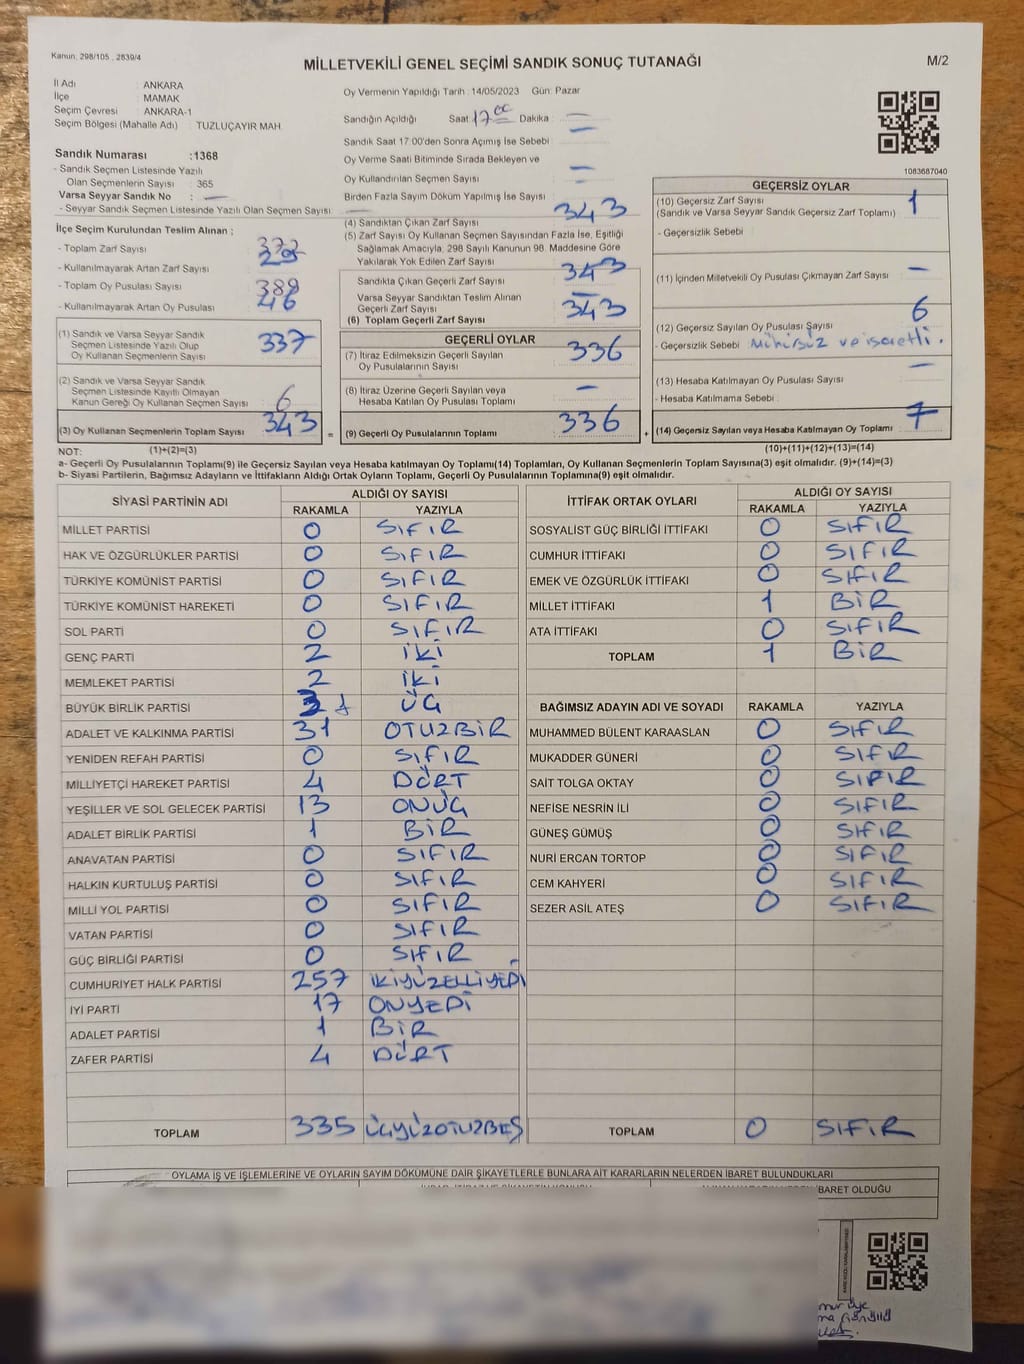 Kanun: 298/105 , 2839/4
MİLLETVEKİLİ GENEL SEÇİMİ SANDIK SONUÇ TUTANAĞI
M/2
İl Adı : ANKARA
İlçe : MAMAK
Seçim Çevresi : ANKARA-1
Seçim Bölgesi (Mahalle Adı) : TUZLUÇAYIR MAH.
Sandık Numarası :1368
- Sandık Seçmen Listesinde Yazılı
Olan Seçmenlerin Sayısı : 365
Varsa Seyyar Sandık No : —
- Seyyar Sandık Seçmen Listesinde Yazılı Olan Seçmen Sayısı: —
Oy Vermenin Yapıldığı Tarih :14/05/2023 Gün: Pazar
Sandığın Açıldığı Saat 17 Dakika —
Sandık Saat 17:00'den Sonra Açımış İse Sebebi : —
Oy Verme Saati Bitiminde Sırada Bekleyen ve
Oy Kullandırılan Seçmen Sayısı : —
Birden Fazla Sayım Döküm Yapılmış İse Sayısı : —
1083687040
İlçe Seçim Kurulundan Teslim Alınan ;
- Toplam Zarf Sayısı :
- Kullanılmayarak Artan Zarf Sayısı :
- Toplam Oy Pusulası Sayısı : 388
- Kullanılmayarak Artan Oy Pusulası : 46
(1) Sandık ve Varsa Seyyar Sandık
Seçmen Listesinde Yazılı Olup
Oy Kullanan Seçmenlerin Sayısı : 337
(2) Sandık ve Varsa Seyyar Sandık
Seçmen Listesinde Kayıtlı Olmayan
Kanun Gereği Oy Kullanan Seçmen Sayısı : 6
(3) Oy Kullanan Seçmenlerin Toplam Sayısı : 343 =
(4) Sandıktan Çıkan Zarf Sayısı : 343
(5) Zarf Sayısı Oy Kullanan Seçmen Sayısından Fazla İse, Eşitliği
Sağlamak Amacıyla, 298 Sayılı Kanunun 98. Maddesine Göre
Yakılarak Yok Edilen Zarf Sayısı : —
Sandıkta Çıkan Geçerli Zarf Sayısı : 343
Varsa Seyyar Sandıktan Teslim Alınan
Geçerli Zarf Sayısı : —
(6) Toplam Geçerli Zarf Sayısı : 343
GEÇERLİ OYLAR
(7) İtiraz Edilmeksizin Geçerli Sayılan
Oy Pusulalarının Sayısı : 336
(8) İtiraz Üzerine Geçerli Sayılan veya
Hesaba Katılan Oy Pusulası Toplamı : —
(9) Geçerli Oy Pusulalarının Toplamı : 336 +
GEÇERSİZ OYLAR
(10) Geçersiz Zarf Sayısı : 1
(Sandık ve Varsa Seyyar Sandık Geçersiz Zarf Toplamı)
- Geçersizlik Sebebi :
(11) İçinden Milletvekili Oy Pusulası Çıkmayan Zarf Sayısı : —
(12) Geçersiz Sayılan Oy Pusulası Sayısı : 6
- Geçersizlik Sebebi : Mühürsüz ve işaretli.
(13) Hesaba Katılmayan Oy Pusulası Sayısı : —
- Hesaba Katılmama Sebebi :
(14) Geçersiz Sayılan veya Hesaba Katılmayan Oy Toplamı : 7
NOT: (1)+(2)=(3) (10)+(11)+(12)+(13)=(14)
a- Geçerli Oy Pusulalarının Toplamı(9) ile Geçersiz Sayılan veya Hesaba katılmayan Oy Toplamı(14) Toplamları, Oy Kullanan Seçmenlerin Toplam Sayısına(3) eşit olmalıdır. (9)+(14)=(3)
b- Siyasi Partilerin, Bağımsız Adayların ve İttifakların Aldığı Ortak Oyların Toplamı, Geçerli Oy Pusulalarının Toplamına(9) eşit olmalıdır.
SİYASİ PARTİNİN ADI ALDIĞI OY SAYISI
RAKAMLA YAZIYLA
MİLLET PARTİSİ 0 SIFIR
HAK VE ÖZGÜRLÜKLER PARTİSİ 0 SIFIR
TÜRKİYE KOMÜNİST PARTİSİ 0 SIFIR
TÜRKİYE KOMÜNİST HAREKETİ 0 SIFIR
SOL PARTİ 0 SIFIR
GENÇ PARTİ 2 İKİ
MEMLEKET PARTİSİ 2 İKİ
BÜYÜK BİRLİK PARTİSİ 3 ÜÇ
ADALET VE KALKINMA PARTİSİ 31 OTUZBİR
YENİDEN REFAH PARTİSİ 0 SIFIR
MİLLİYETÇİ HAREKET PARTİSİ 4 DÖRT
YEŞİLLER VE SOL GELECEK PARTİSİ 13 ONÜÇ
ADALET BİRLİK PARTİSİ 1 BİR
ANAVATAN PARTİSİ 0 SIFIR
HALKIN KURTULUŞ PARTİSİ 0 SIFIR
MİLLİ YOL PARTİSİ 0 SIFIR
VATAN PARTİSİ 0 SIFIR
GÜÇ BİRLİĞİ PARTİSİ 0 SIFIR
CUMHURİYET HALK PARTİSİ 257 İKİYÜZELLİYEDİ
İYİ PARTİ 17 ONYEDİ
ADALET PARTİSİ 1 BİR
ZAFER PARTİSİ 4 DÖRT
TOPLAM 335 ÜÇYÜZOTUZBEŞ
İTTİFAK ORTAK OYLARI ALDIĞI OY SAYISI
RAKAMLA YAZIYLA
SOSYALİST GÜÇ BİRLİĞİ İTTİFAKI 0 SIFIR
CUMHUR İTTİFAKI 0 SIFIR
EMEK VE ÖZGÜRLÜK İTTİFAKI 0 SIFIR
MİLLET İTTİFAKI 1 BİR
ATA İTTİFAKI 0 SIFIR
TOPLAM 1 BİR
BAĞIMSIZ ADAYIN ADI VE SOYADI RAKAMLA YAZIYLA
MUHAMMED BÜLENT KARAASLAN 0 SIFIR
MUKADDER GÜNERİ 0 SIFIR
SAİT TOLGA OKTAY 0 SIFIR
NEFİSE NESRİN İLİ 0 SIFIR
GÜNEŞ GÜMÜŞ 0 SIFIR
NURİ ERCAN TORTOP 0 SIFIR
CEM KAHYERİ 0 SIFIR
SEZER ASİL ATEŞ 0 SIFIR
TOPLAM 0 SIFIR
OYLAMA İŞ VE İŞLEMLERİNE VE OYLARIN SAYIM DÖKÜMÜNE DAİR ŞİKAYETLERLE BUNLARA AİT KARARLARIN NELERDEN İBARET BULUNDUKLARI
BARET OLDUĞU